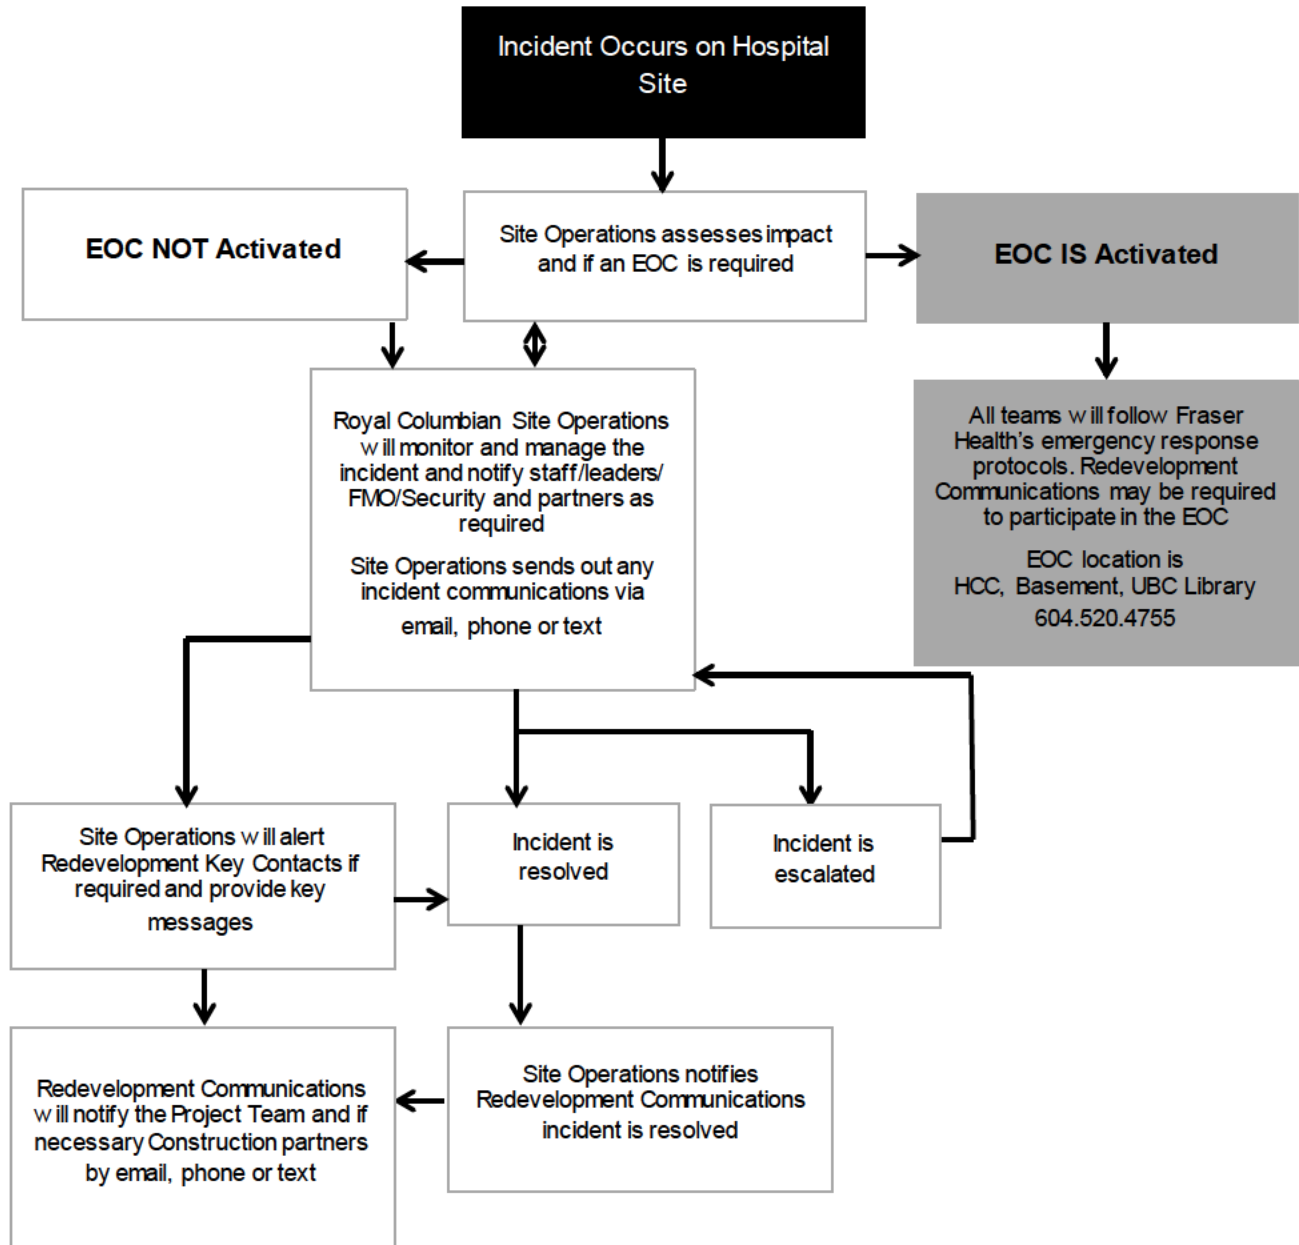 Incident Occurs on Hospital
Site
EOC NOT Activated
Site Operations assesses impact
and if an EOC is required
EOC IS Activated
Royal Columbian Site Operations
will monitor and manage the
incident and notify staff/leaders/
FMO/Security and partners as
required
Site Operations sends out any
incident communications via
email, phone or text
All teams will follow Fraser
Health's emergency response
protocols. Redevelopment
Communications may be required
to participate in the EOC
EOC location is
HCC, Basement, UBC Library
604.520.4755
Site Operations will alert
Redevelopment Key Contacts if
required and provide key
messages
Incident is
resolved
Incident is
escalated
Redevelopment Communications
will notify the Project Team and if
necessary Construction partners
by email, phone or text
Site Operations notifies
Redevelopment Communications
incident is resolved